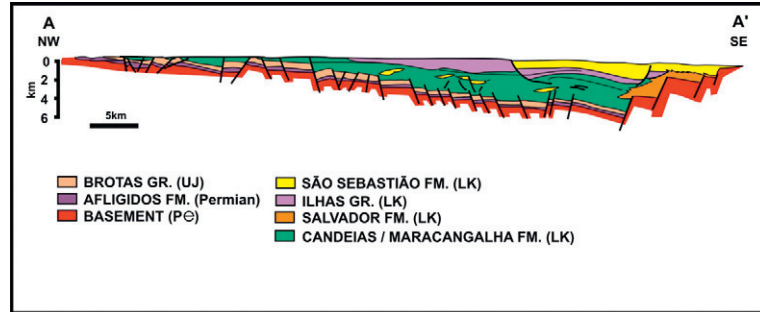 A
NW
A'
SE
0
2
4
6
km
5km
BROTAS GR. (UJ)
AFLIGIDOS FM. (Permian)
BASEMENT (P∈)
SÃO SEBASTIÃO FM. (LK)
ILHAS GR. (LK)
SALVADOR FM. (LK)
CANDEIAS / MARACANGALHA FM. (LK)